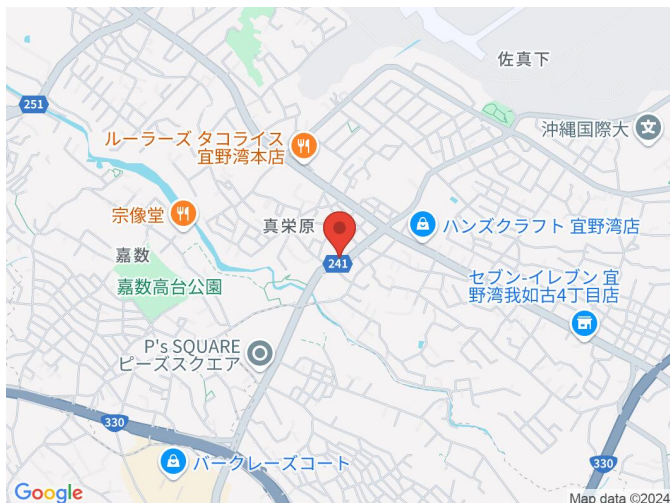 佐真下
251
沖縄国際大
ルーラーズ タコライス
宜野湾本店
宗像堂
真栄原
ハンズクラフト 宜野湾店
嘉数
241
嘉数高台公園
セブン-イレブン 宜
野湾我如古4丁目店
P's SQUARE
ピーズスクエア
330
330
バークレーズコート
Google
Map data ©2024